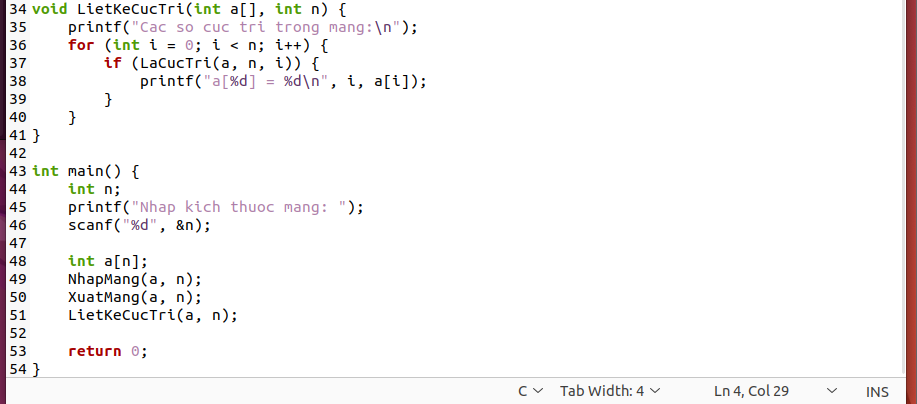 34 void LietKeCucTri(int a[], int n) {
35     printf("Cac so cuc tri trong mang:\n");
36     for (int i = 0; i < n; i++) {
37         if (LaCucTri(a, n, i)) {
38             printf("a[%d] = %d\n", i, a[i]);
39         }
40     }
41 }
42
43 int main() {
44     int n;
45     printf("Nhap kich thuoc mang: ");
46     scanf("%d", &n);
47
48     int a[n];
49     NhapMang(a, n);
50     XuatMang(a, n);
51     LietKeCucTri(a, n);
52
53     return 0;
54 }
C Tab Width: 4 Ln 4, Col 29 INS